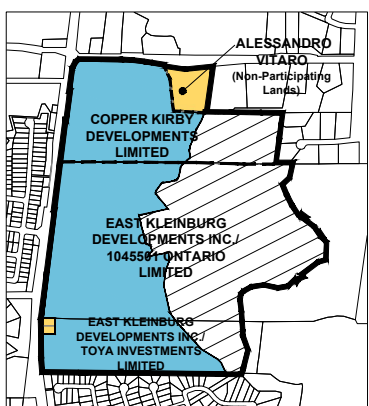 ALESSANDRO
VITARO
(Non-Participating
Lands)
COPPER KIRBY
DEVELOPMENTS
LIMITED
EAST KLEINBURG
DEVELOPMENTS INC./
1045501 ONTARIO
LIMITED
EAST KLEINBURG
DEVELOPMENTS INC./
TOYA INVESTMENTS
LIMITED